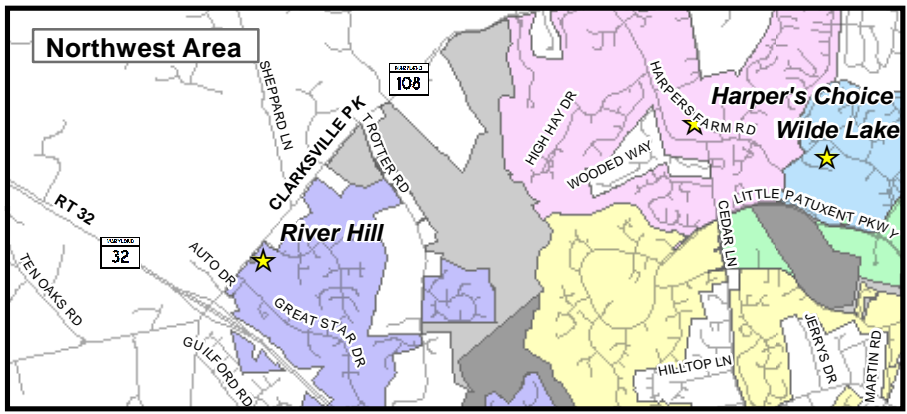 Northwest Area
MARYLAND
108
SHEPPARD LN
CLARKSVILLE PK
TROTTER RD
HIGH HAY DR
HARPERS FARM RD
Harper's Choice
Wilde Lake
WOODED WAY
LITTLE PATUXENT PKWY
CEDAR LN
RT 32
MARYLAND
32
River Hill
AUTO DR
TEN OAKS RD
GREAT STAR DR
GUILFORD RD
HILLTOP LN
JERRYS DR
MARTIN RD